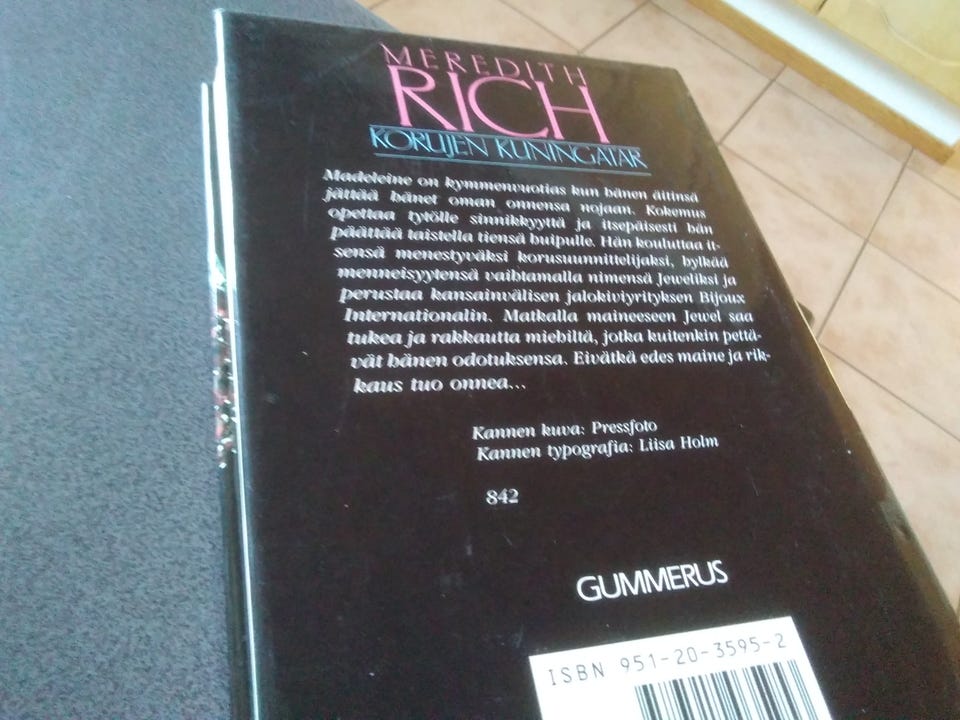 MEREDITH
RICH
KORUJEN KUNINGATAR
Madeleine on kymmenvuotias kun hänen äitinsä
jättää hänet oman onnensa nojaan. Kokemus
opettaa tytölle sinnikkyyttä ja itsepäisesti hän
päättää taistella tiensä huipulle. Hän kouluttaa it-
sensä menestyväksi korusuunnittelijaksi, hylkää
menneisyytensä vaihtamalla nimensä Jeweliksi ja
perustaa kansainvälisen jalokiviyrityksen Bijoux
Internationalin. Matkalla maineeseen Jewel saa
tukea ja rakkautta miehiltä, jotka kuitenkin pettä-
vät hänen odotuksensa. Eivätkä edes maine ja rik-
kaus tuo onnea...
Kannen kuva: Pressfoto
Kannen typografia: Liisa Holm
842
GUMMERUS
ISBN 951-20-3595-2